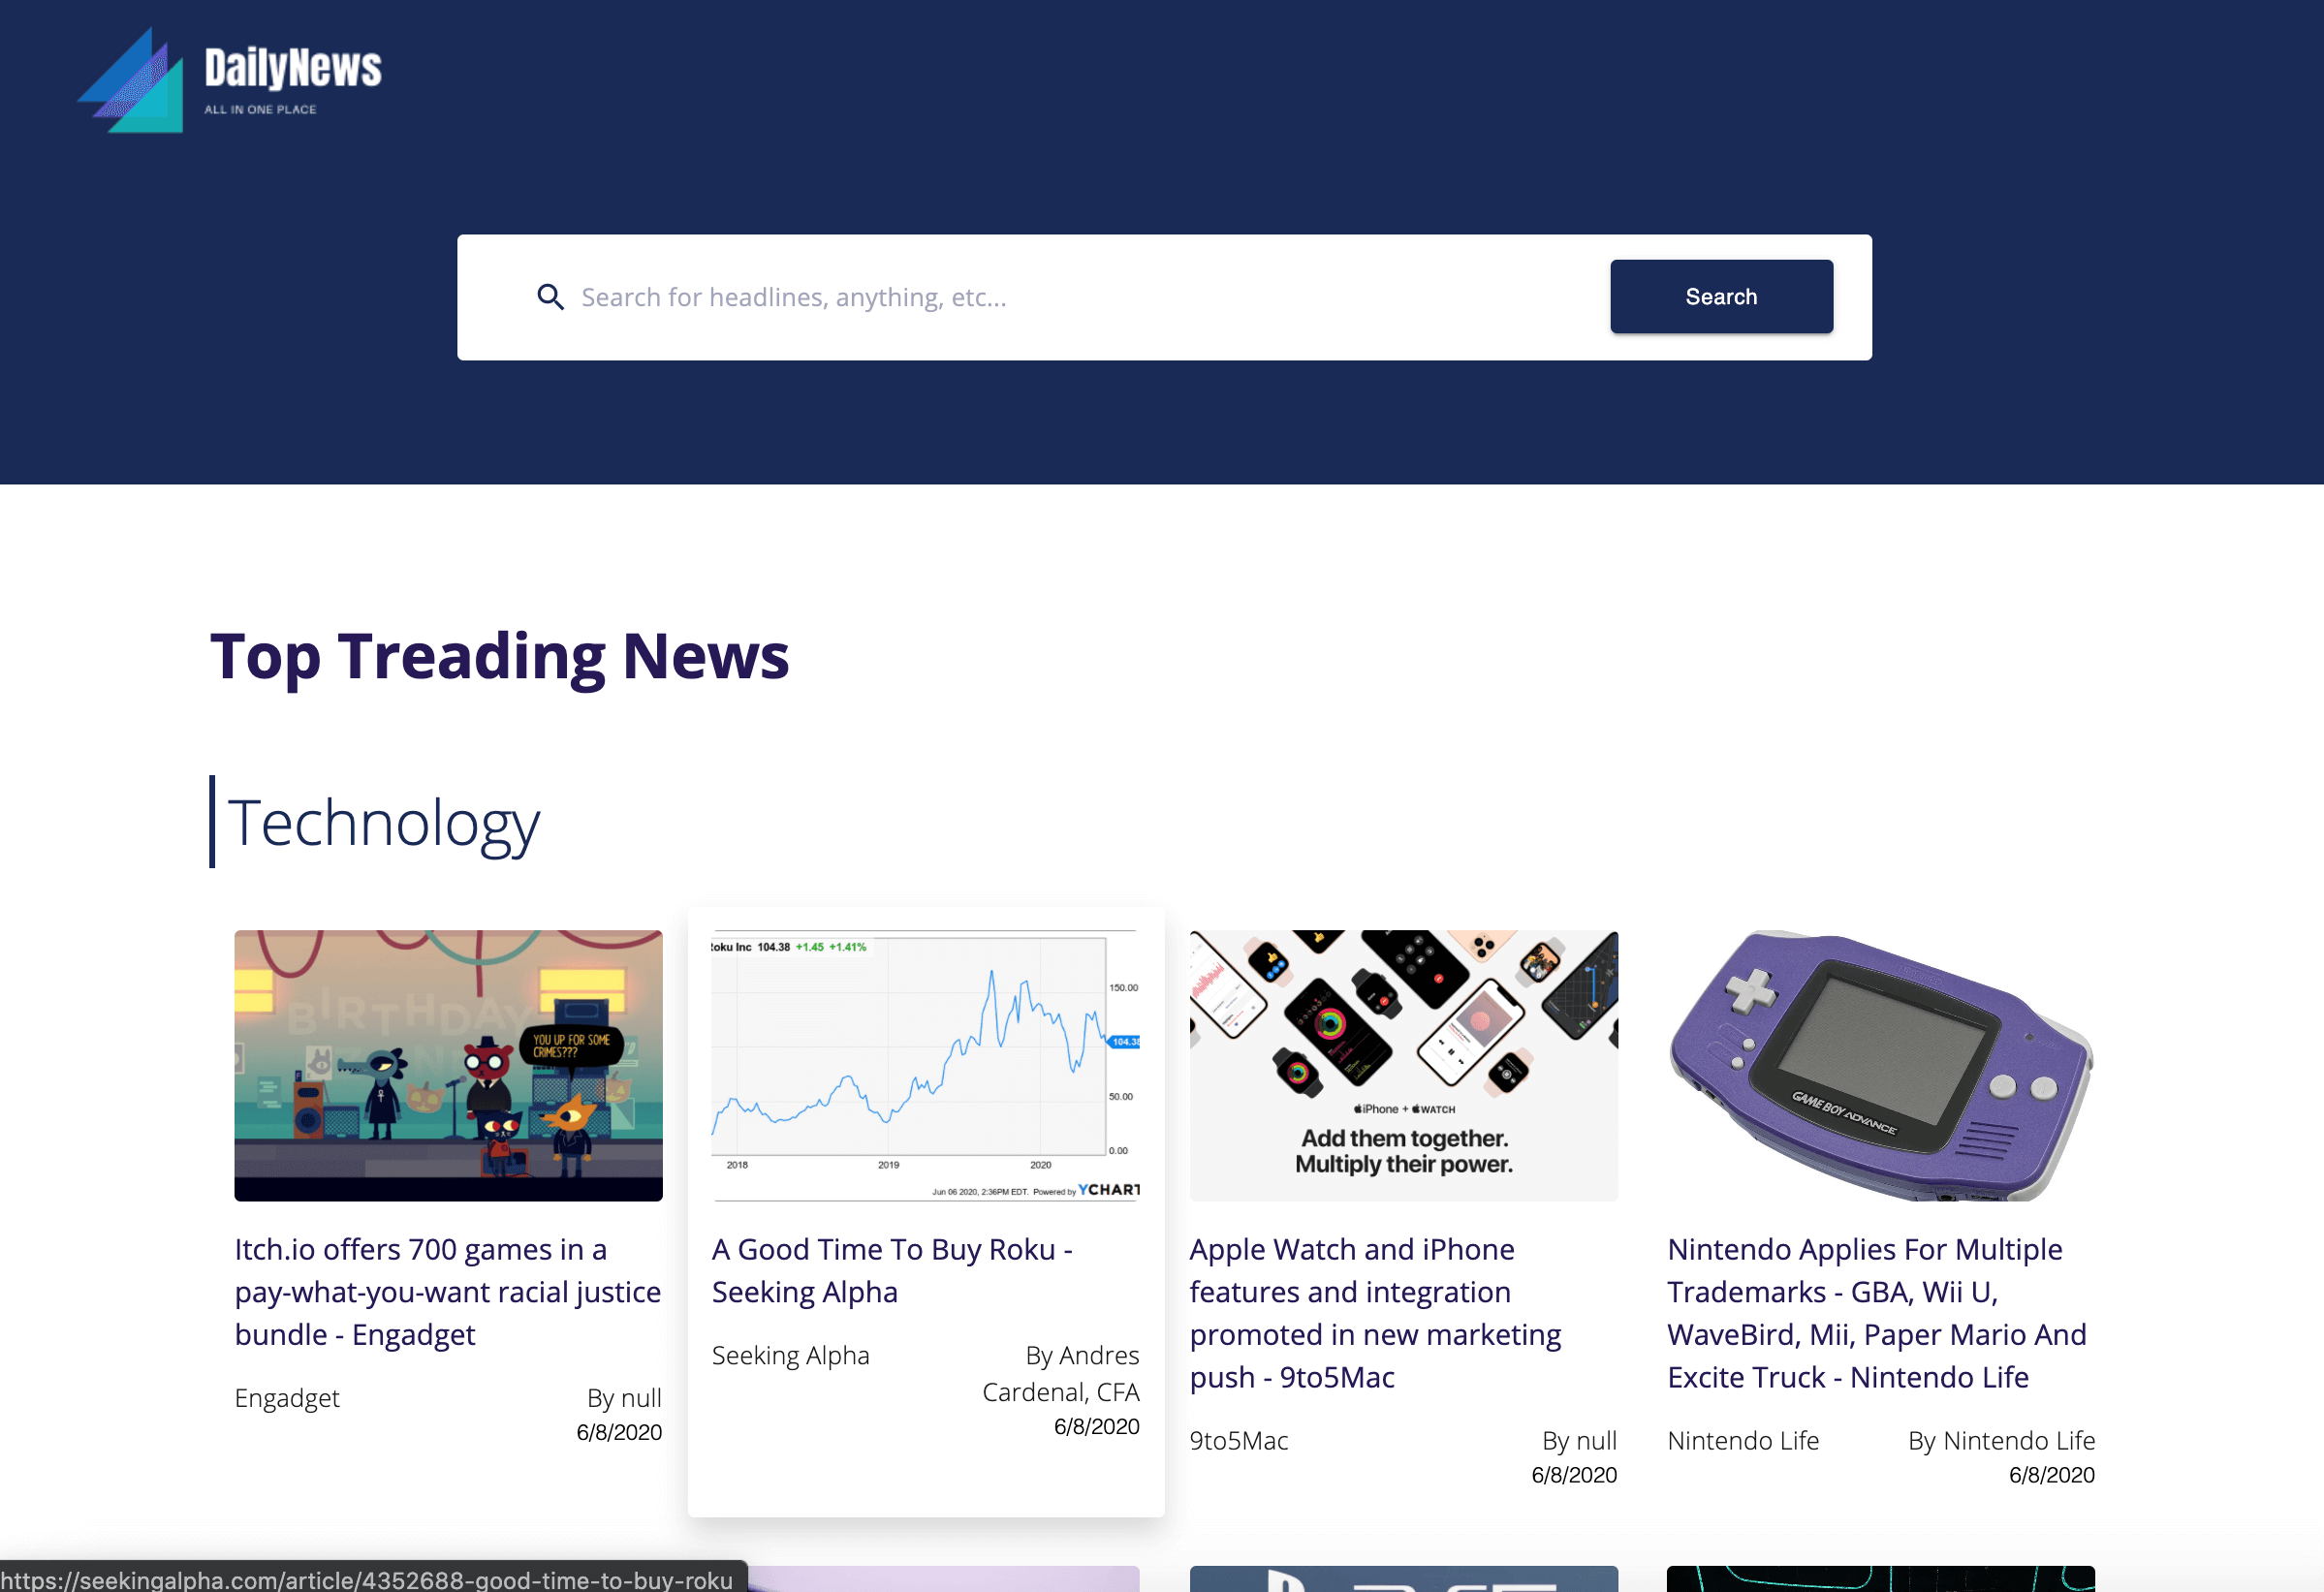 DailyNews
ALL IN ONE PLACE
Search for headlines, anything, etc...
Search
Top Treading News
Technology
BIRTHDAY
YOU UP FOR SOME
CRIMES???
Itch.io offers 700 games in a
pay-what-you-want racial justice
bundle - Engadget
Engadget
By null
6/8/2020
oku Inc 104.38 +1.45 +1.41%
150.00
104.38
50.00
0.00
2018 2019 2020
Jun 06 2020, 2:36PM EDT. Powered by YCHART
A Good Time To Buy Roku -
Seeking Alpha
Seeking Alpha
By Andres
Cardenal, CFA
6/8/2020
iPhone + WATCH
Add them together.
Multiply their power.
Apple Watch and iPhone
features and integration
promoted in new marketing
push - 9to5Mac
9to5Mac
By null
6/8/2020
GAME BOY ADVANCE
Nintendo Applies For Multiple
Trademarks - GBA, Wii U,
WaveBird, Mii, Paper Mario And
Excite Truck - Nintendo Life
Nintendo Life
By Nintendo Life
6/8/2020
https://seekingalpha.com/article/4352688-good-time-to-buy-roku